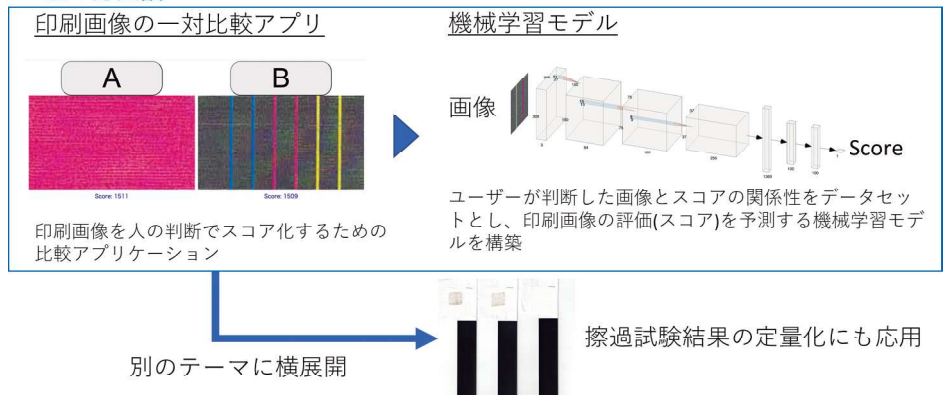 印刷画像の一対比較アプリ
A
B
Score: 1511
Score: 1509
印刷画像を人の判断でスコア化するための
比較アプリケーション
機械学習モデル
画像
Score
ユーザーが判断した画像とスコアの関係性をデータセッ
トとし、印刷画像の評価(スコア)を予測する機械学習モデ
ルを構築
別のテーマに横展開
擦過試験結果の定量化にも応用